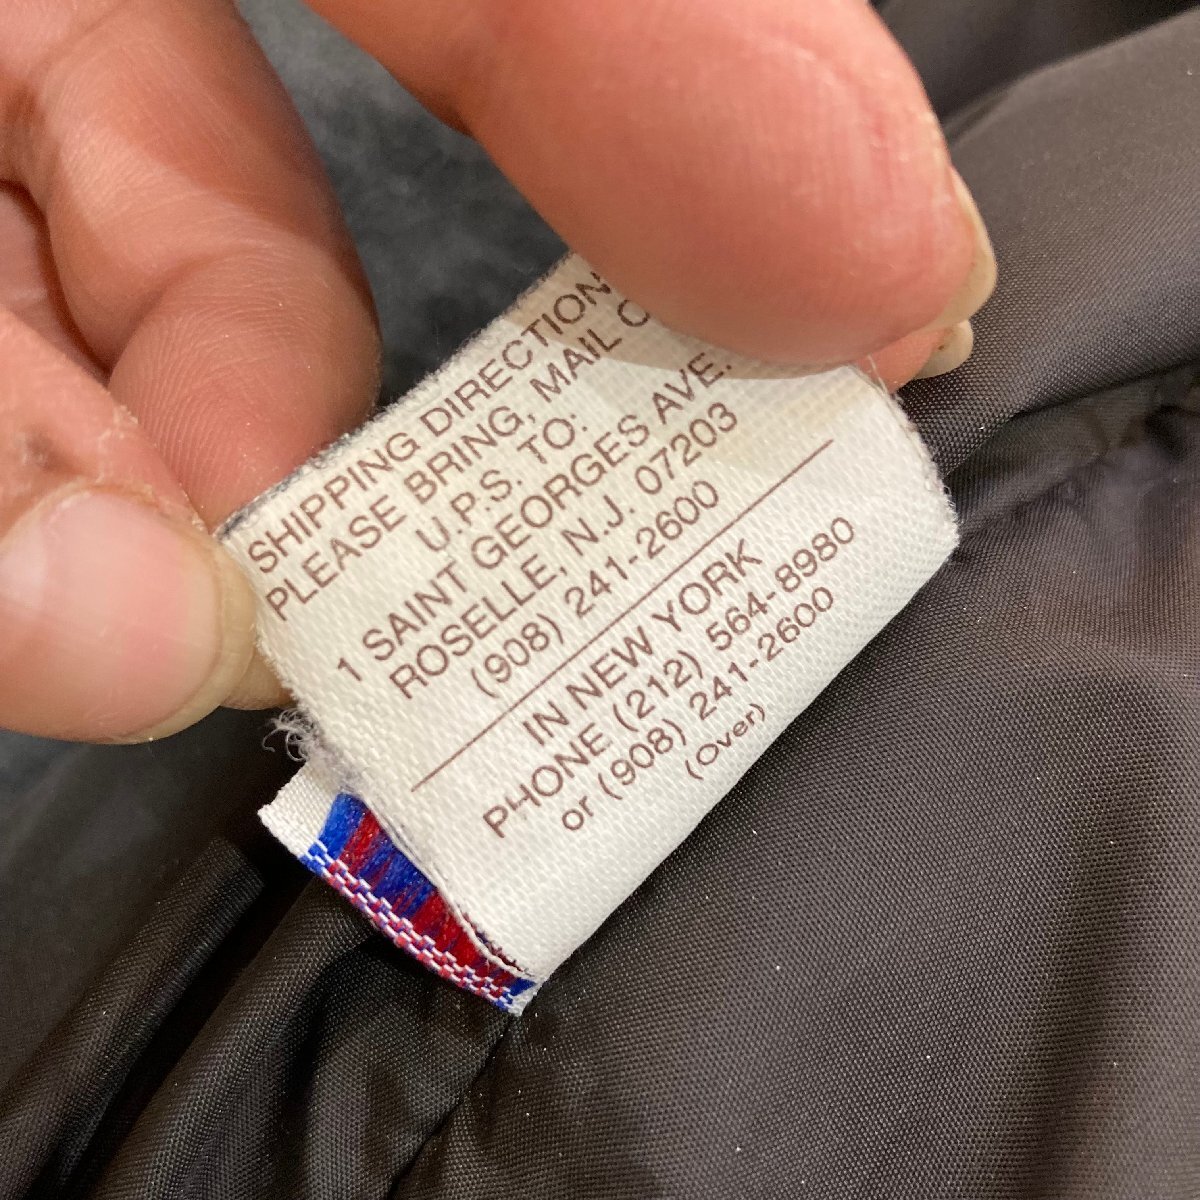 SHIPPING DIRECTION
PLEASE BRING, MAIL
U.P.S. TO:
1 SAINT GEORGES AVE.
ROSELLE, N.J. 07203
(908) 241-2600
IN NEW YORK
PHONE (212) 564-8980
or (908) 241-2600
(Over)